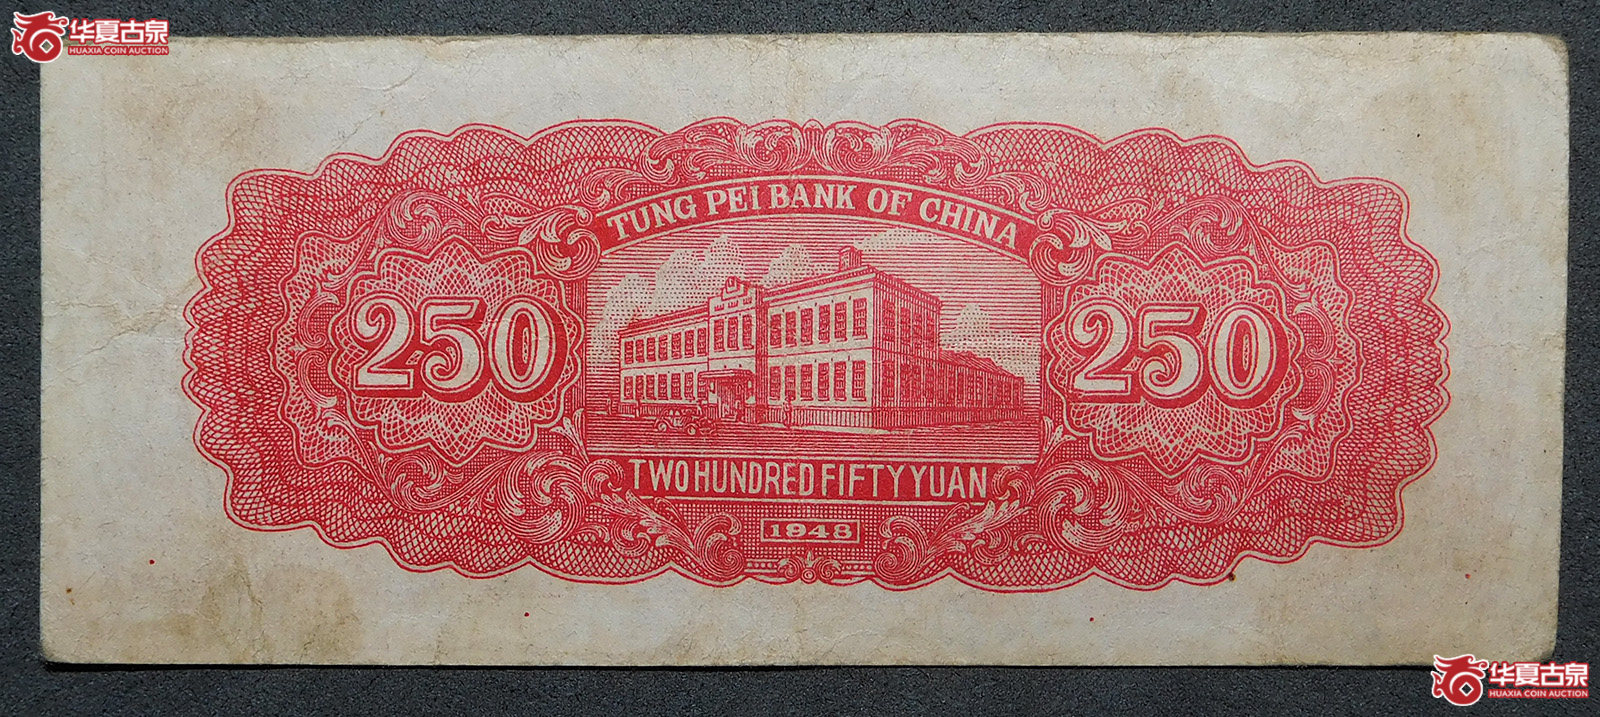 华夏古泉
HUAXIA COIN AUCTION
TUNG PEI BANK OF CHINA
250
250
TWO HUNDRED FIFTY YUAN
1948
华夏古泉
HUAXIA COIN AUCTION